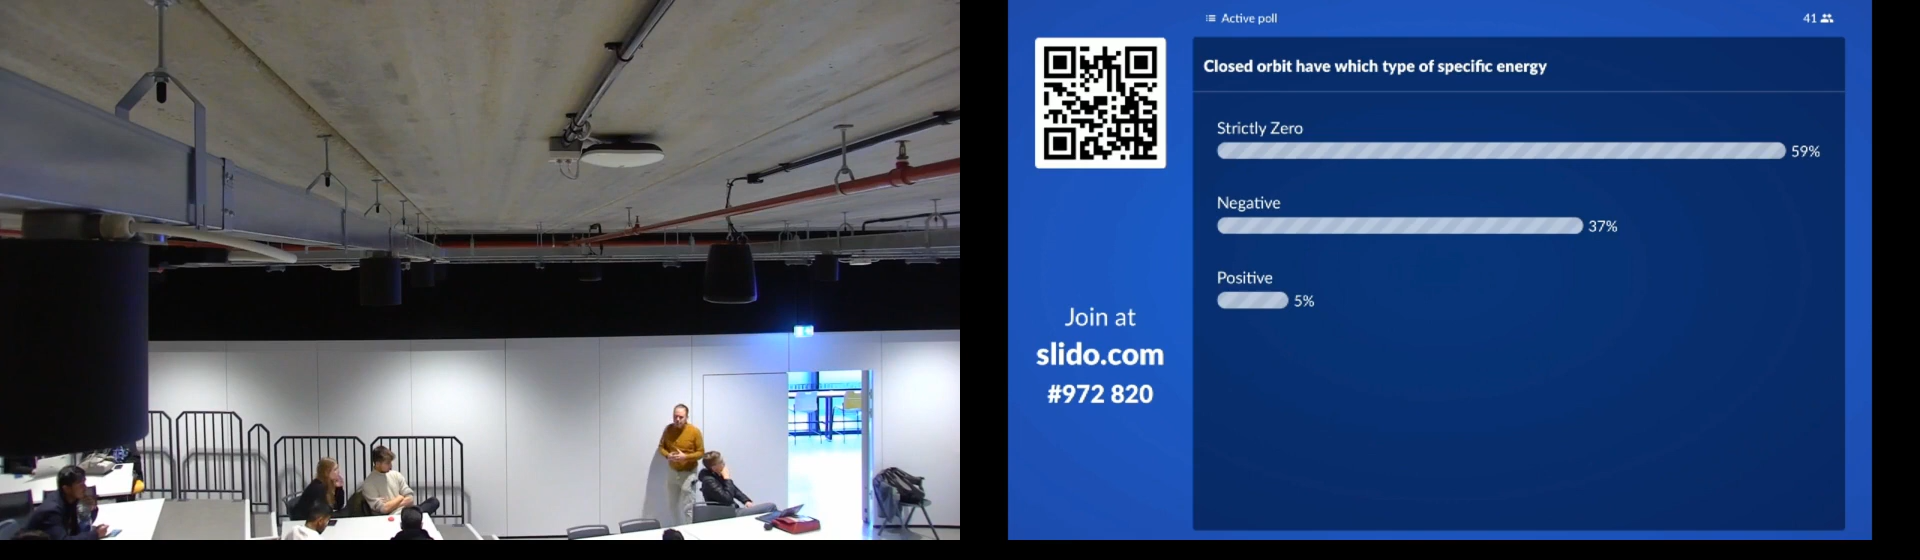 Active poll
41
Closed orbit have which type of specific energy
Strictly Zero
59%
Negative
37%
Positive
5%
Join at
slido.com
#972 820